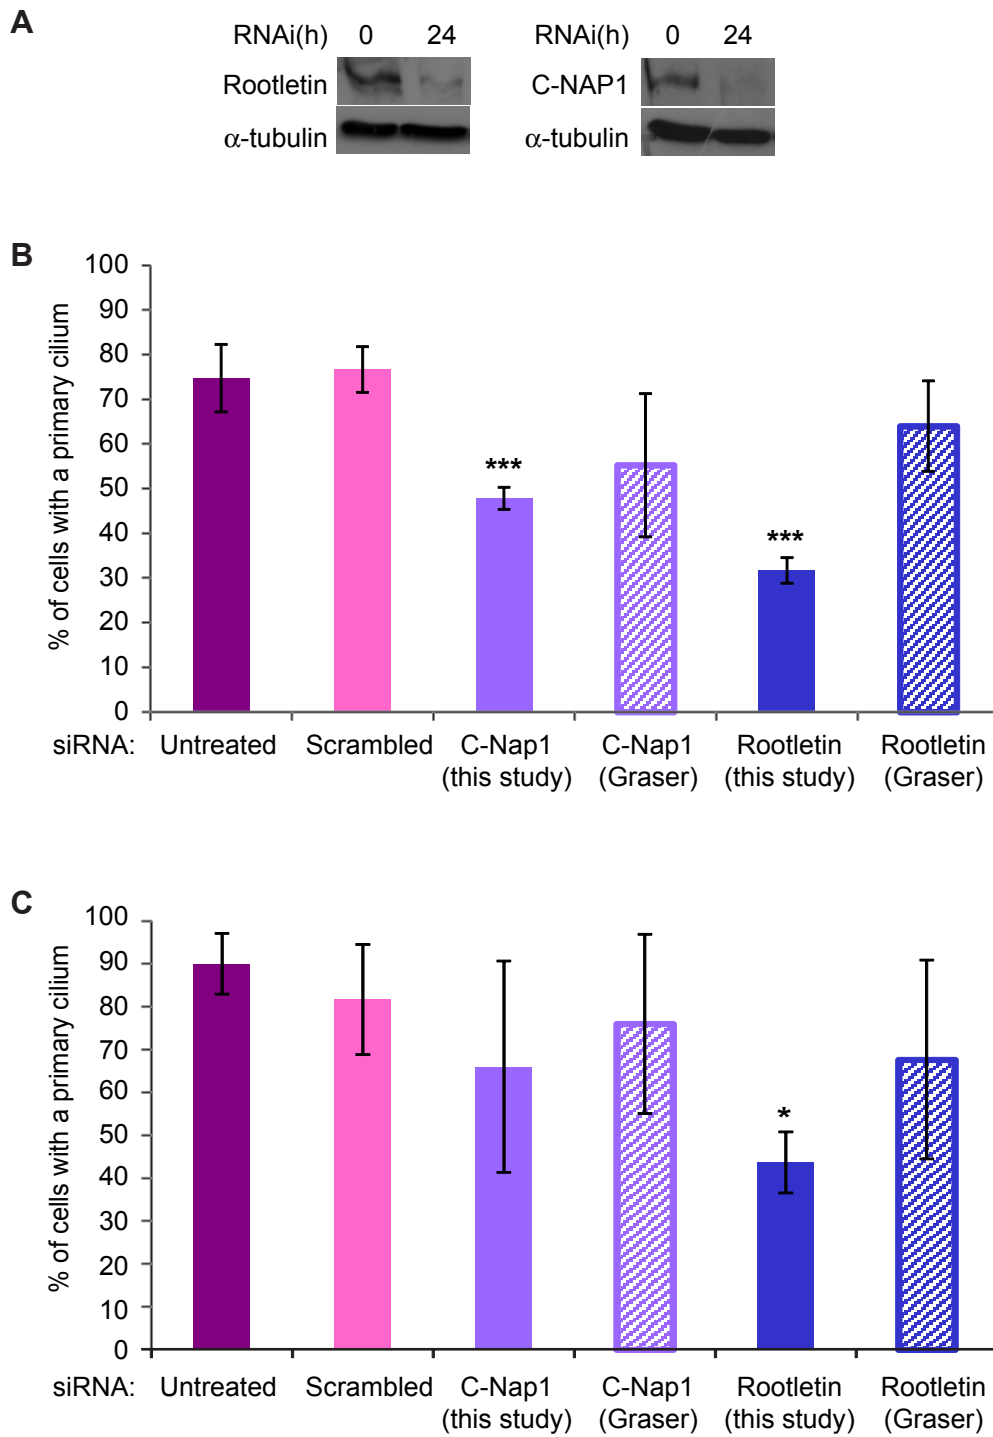 A
RNAi(h) 0 24
Rootletin
α-tubulin
RNAi(h) 0 24
C-NAP1
α-tubulin
B
% of cells with a primary cilium
100
90
80
70
60
50
40
30
20
10
0
***
***
siRNA: Untreated Scrambled C-Nap1 C-Nap1 Rootletin Rootletin
(this study) (Graser) (this study) (Graser)
C
% of cells with a primary cilium
100
90
80
70
60
50
40
30
20
10
0
*
siRNA: Untreated Scrambled C-Nap1 C-Nap1 Rootletin Rootletin
(this study) (Graser) (this study) (Graser)